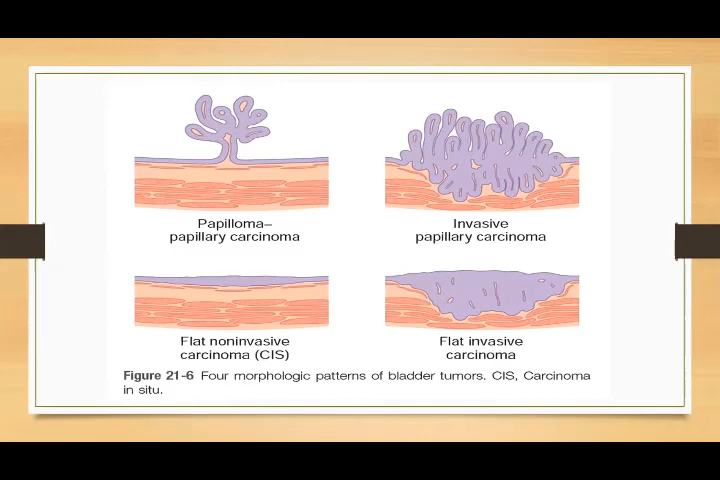 Papilloma–
papillary carcinoma
Invasive
papillary carcinoma
Flat noninvasive
carcinoma (CIS)
Flat invasive
carcinoma
Figure 21-6 Four morphologic patterns of bladder tumors. CIS, Carcinoma
in situ.